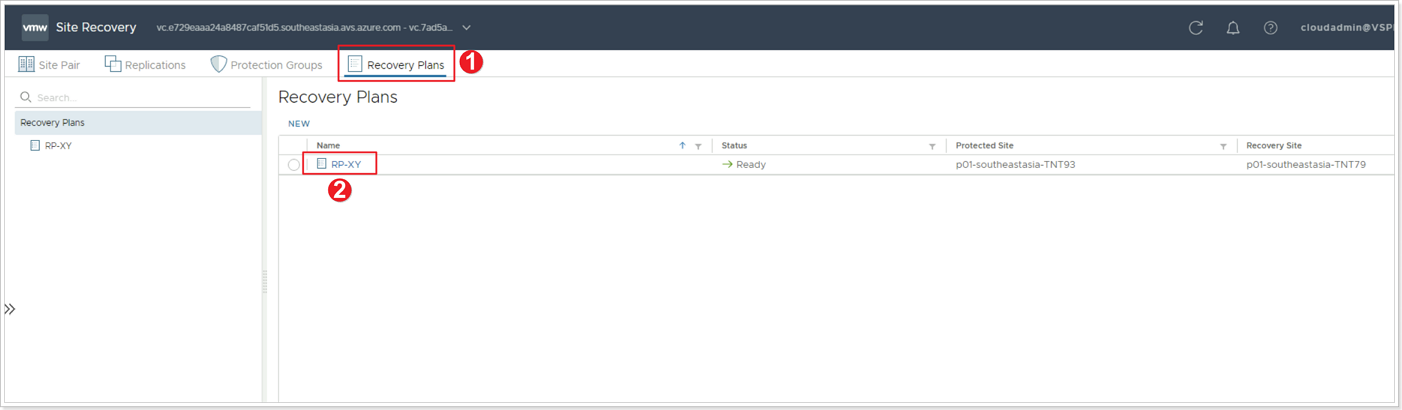 vmw Site Recovery vc.e729eaaa24a8487caf51d5.southeastasia.avs.azure.com - vc.7ad5a... cloudadmin@VSP
Site Pair Replications Protection Groups Recovery Plans 1
Search...
Recovery Plans
RP-XY
Recovery Plans
NEW
Name Status Protected Site Recovery Site
RP-XY Ready p01-southeastasia-TNT93 p01-southeastasia-TNT79
2